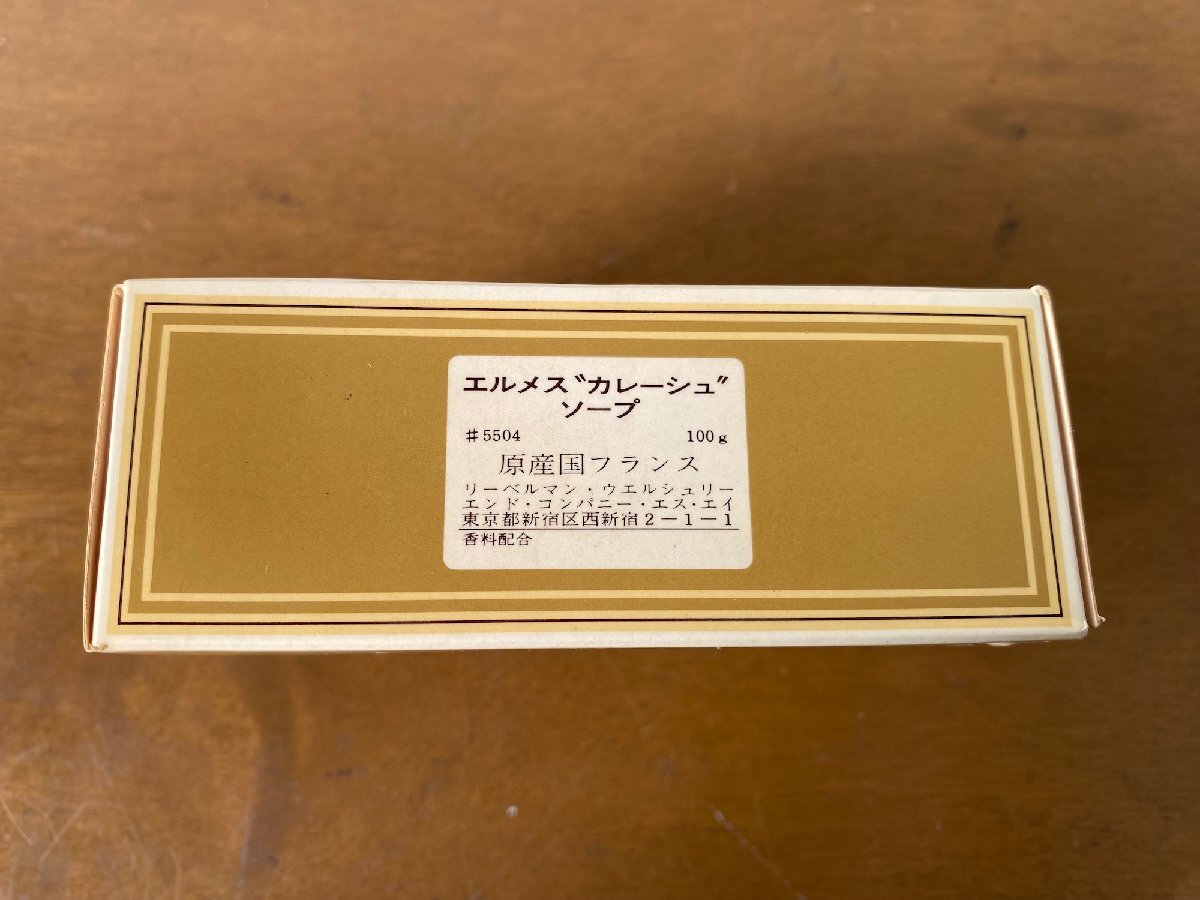 エルメス〝カレーシュ〟
ソープ
#5504 100g
原産国フランス
リーベルマン・ウエルシュリー
エンド・コンパニー・エス・エイ
東京都新宿区西新宿2−1−1
香料配合